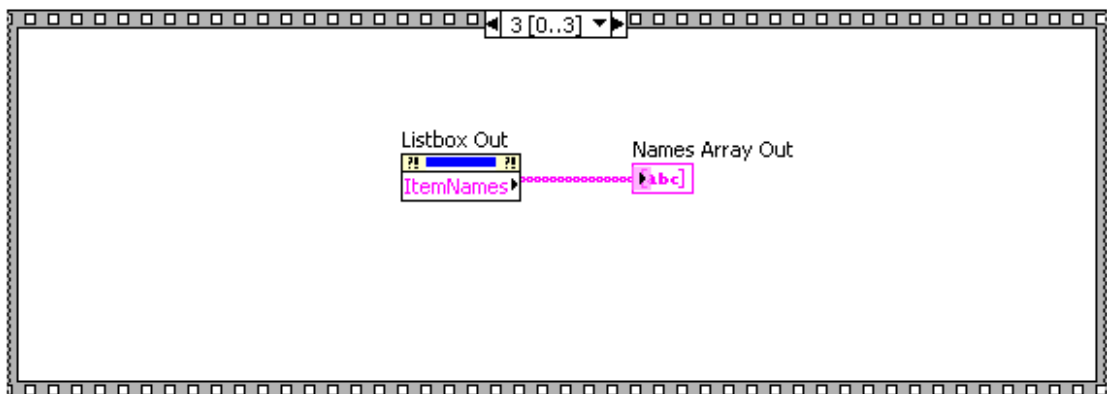 3 [0..3]
Listbox Out
?! ?!
ItemNames
Names Array Out
[abc]